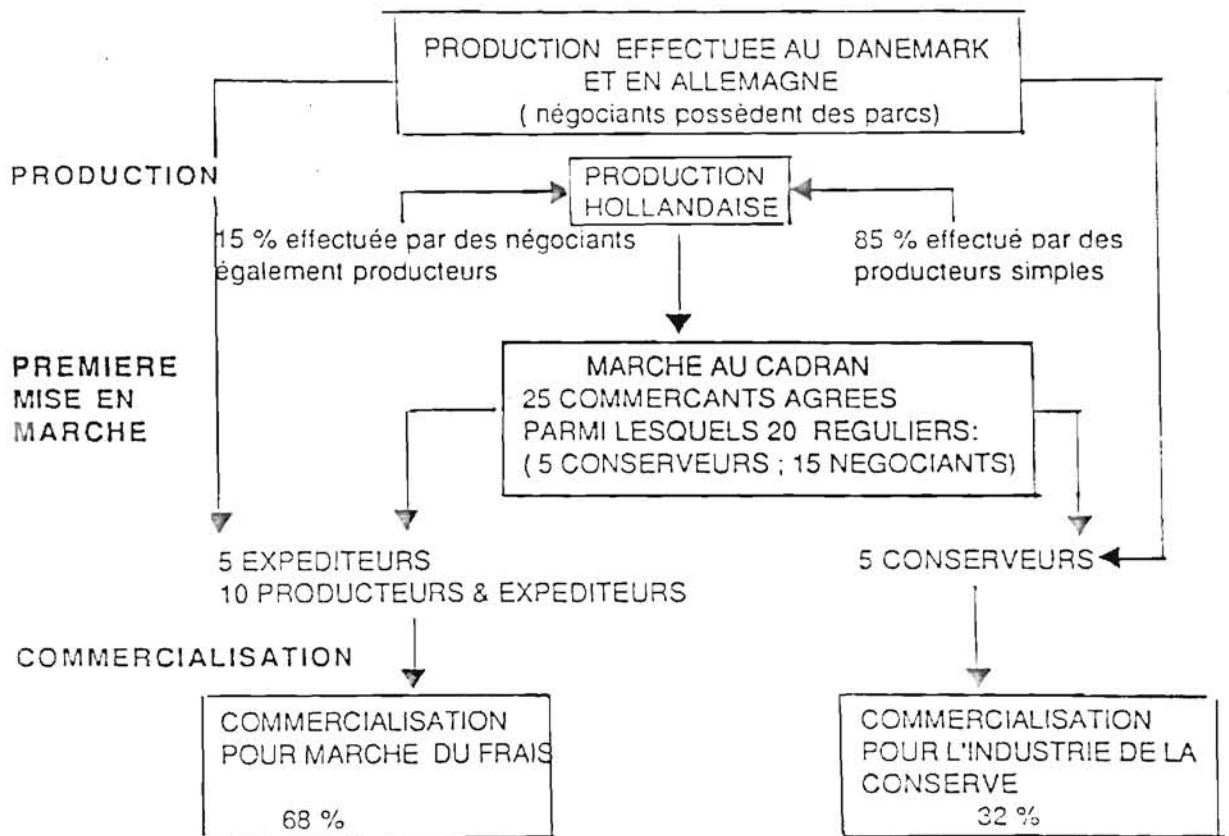 PRODUCTION EFFECTUEE AU DANEMARK
ET EN ALLEMAGNE
( négociants possèdent des parcs)
PRODUCTION
PRODUCTION
HOLLANDAISE
15 % effectuée par des négociants
également producteurs
85 % effectué par des
producteurs simples
PREMIERE
MISE EN
MARCHE
MARCHE AU CADRAN
25 COMMERCANTS AGREES
PARMI LESQUELS 20 REGULIERS:
( 5 CONSERVEURS ; 15 NEGOCIANTS)
5 EXPEDITEURS
10 PRODUCTEURS & EXPEDITEURS
5 CONSERVEURS
COMMERCIALISATION
COMMERCIALISATION
POUR MARCHE DU FRAIS
68 %
COMMERCIALISATION
POUR L'INDUSTRIE DE LA
CONSERVE
32 %